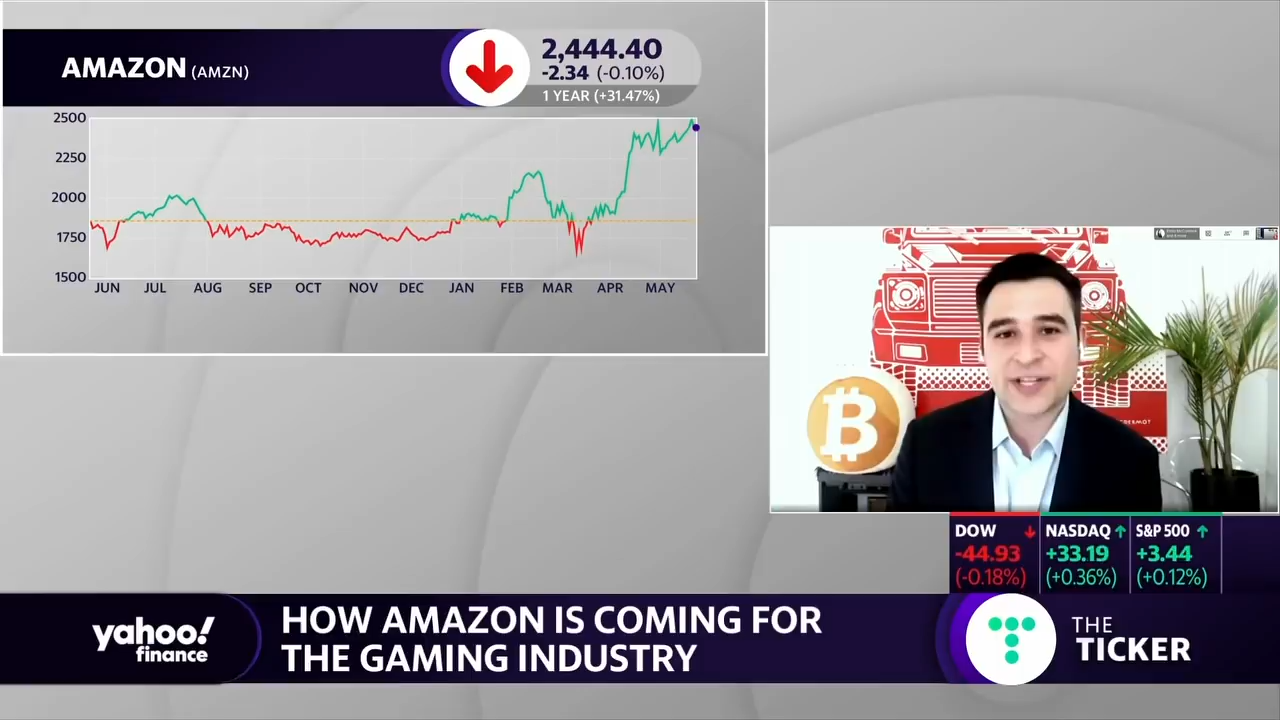 AMAZON (AMZN)
2,444.40
-2.34 (-0.10%)
1 YEAR (+31.47%)
2500
2250
2000
1750
1500
JUN JUL AUG SEP OCT NOV DEC JAN FEB MAR APR MAY
B
DOW
-44.93
(-0.18%)
NASDAQ
+33.19
(+0.36%)
S&P 500
+3.44
(+0.12%)
yahoo!
finance
HOW AMAZON IS COMING FOR
THE GAMING INDUSTRY
THE
TICKER